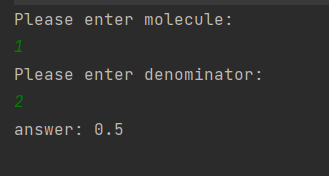 Please enter molecule:
1
Please enter denominator:
2
answer: 0.5